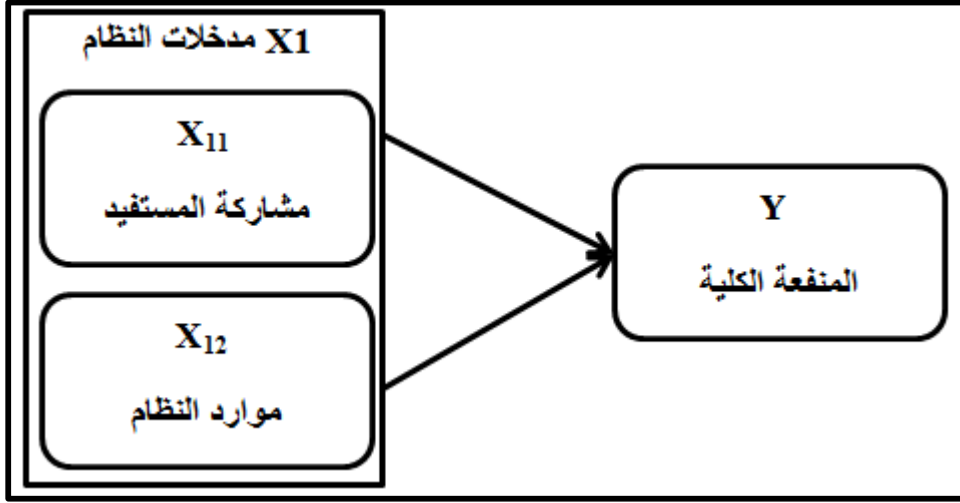 X1 مدخلات النظام
X11
مشاركة المستفيد
X12
موارد النظام
Y
المنفعة الكلية